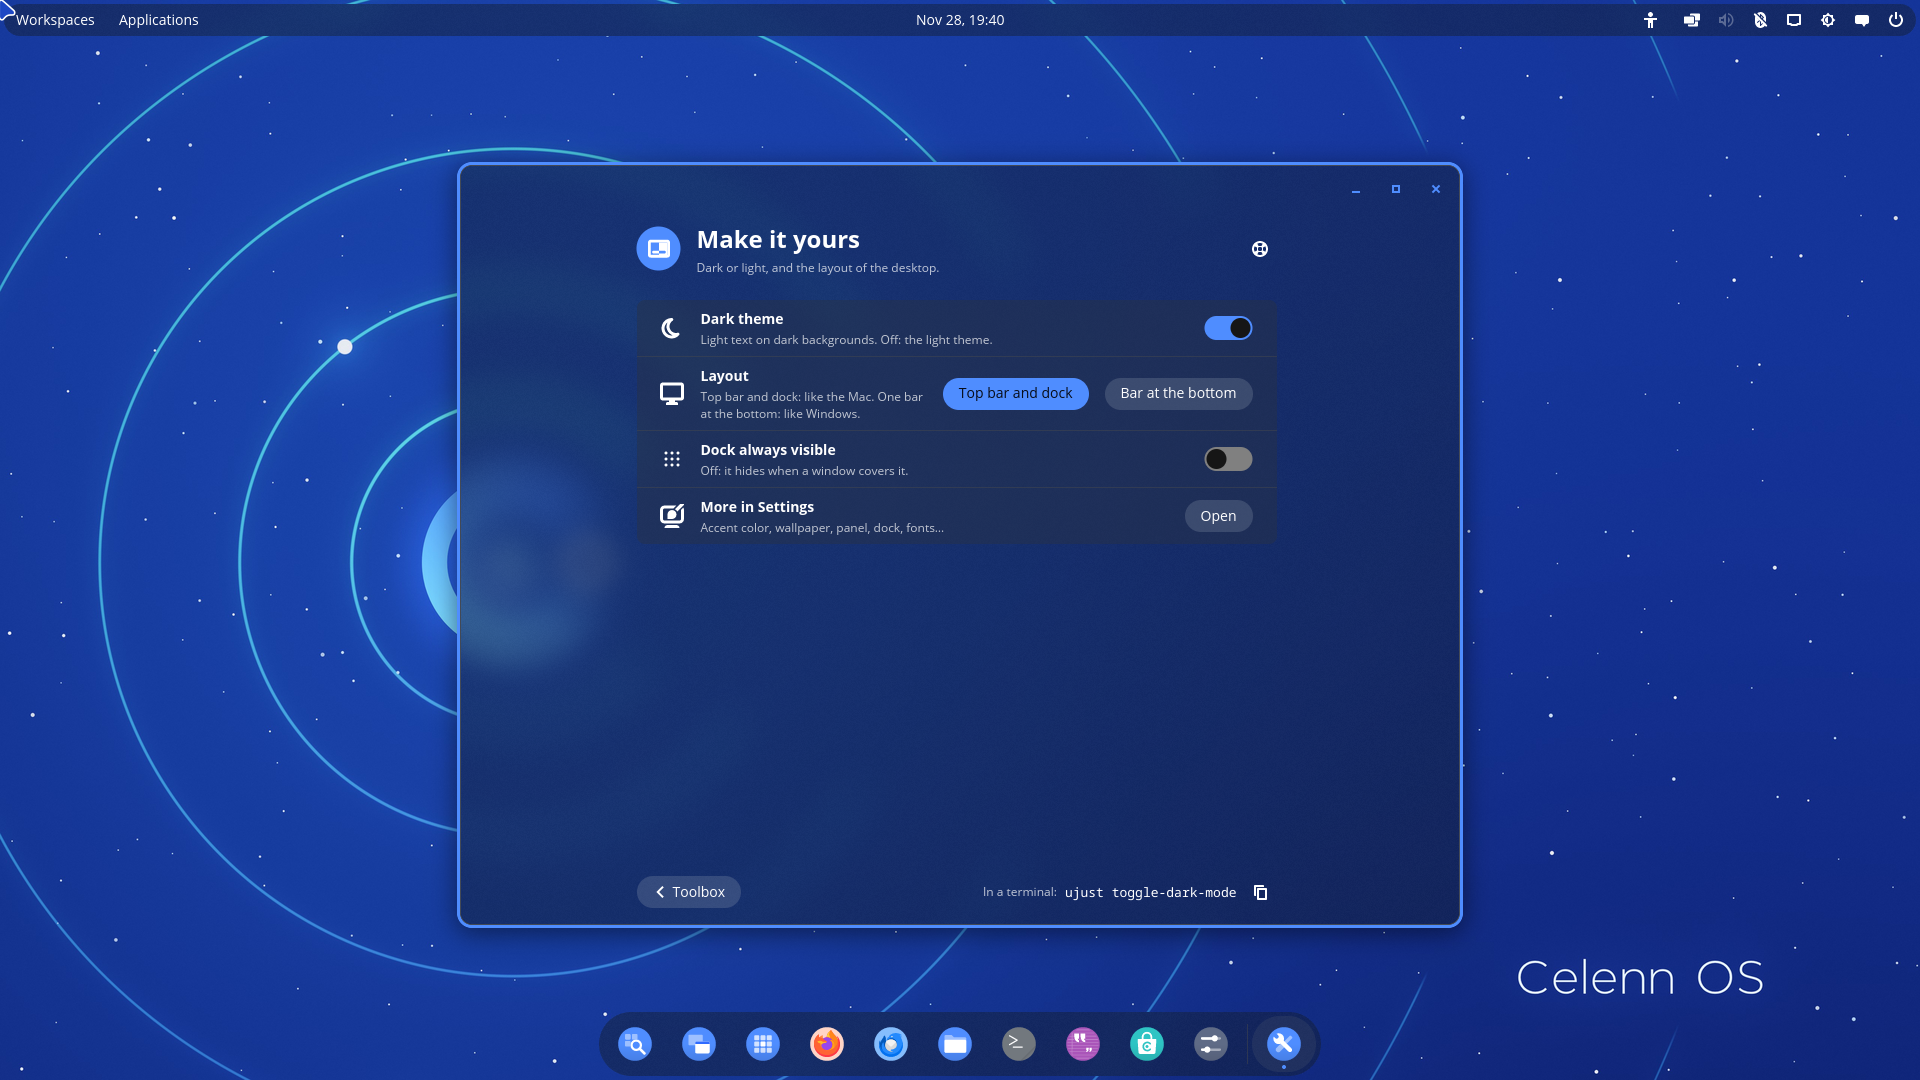 Workspaces Applications Nov 28, 19:40
Make it yours
Dark or light, and the layout of the desktop.
Dark theme
Light text on dark backgrounds. Off: the light theme.
Layout
Top bar and dock: like the Mac. One bar
at the bottom: like Windows.
Top bar and dock
Bar at the bottom
Dock always visible
Off: it hides when a window covers it.
More in Settings
Accent color, wallpaper, panel, dock, fonts...
Open
Toolbox
In a terminal: ujust toggle-dark-mode
Celenn OS